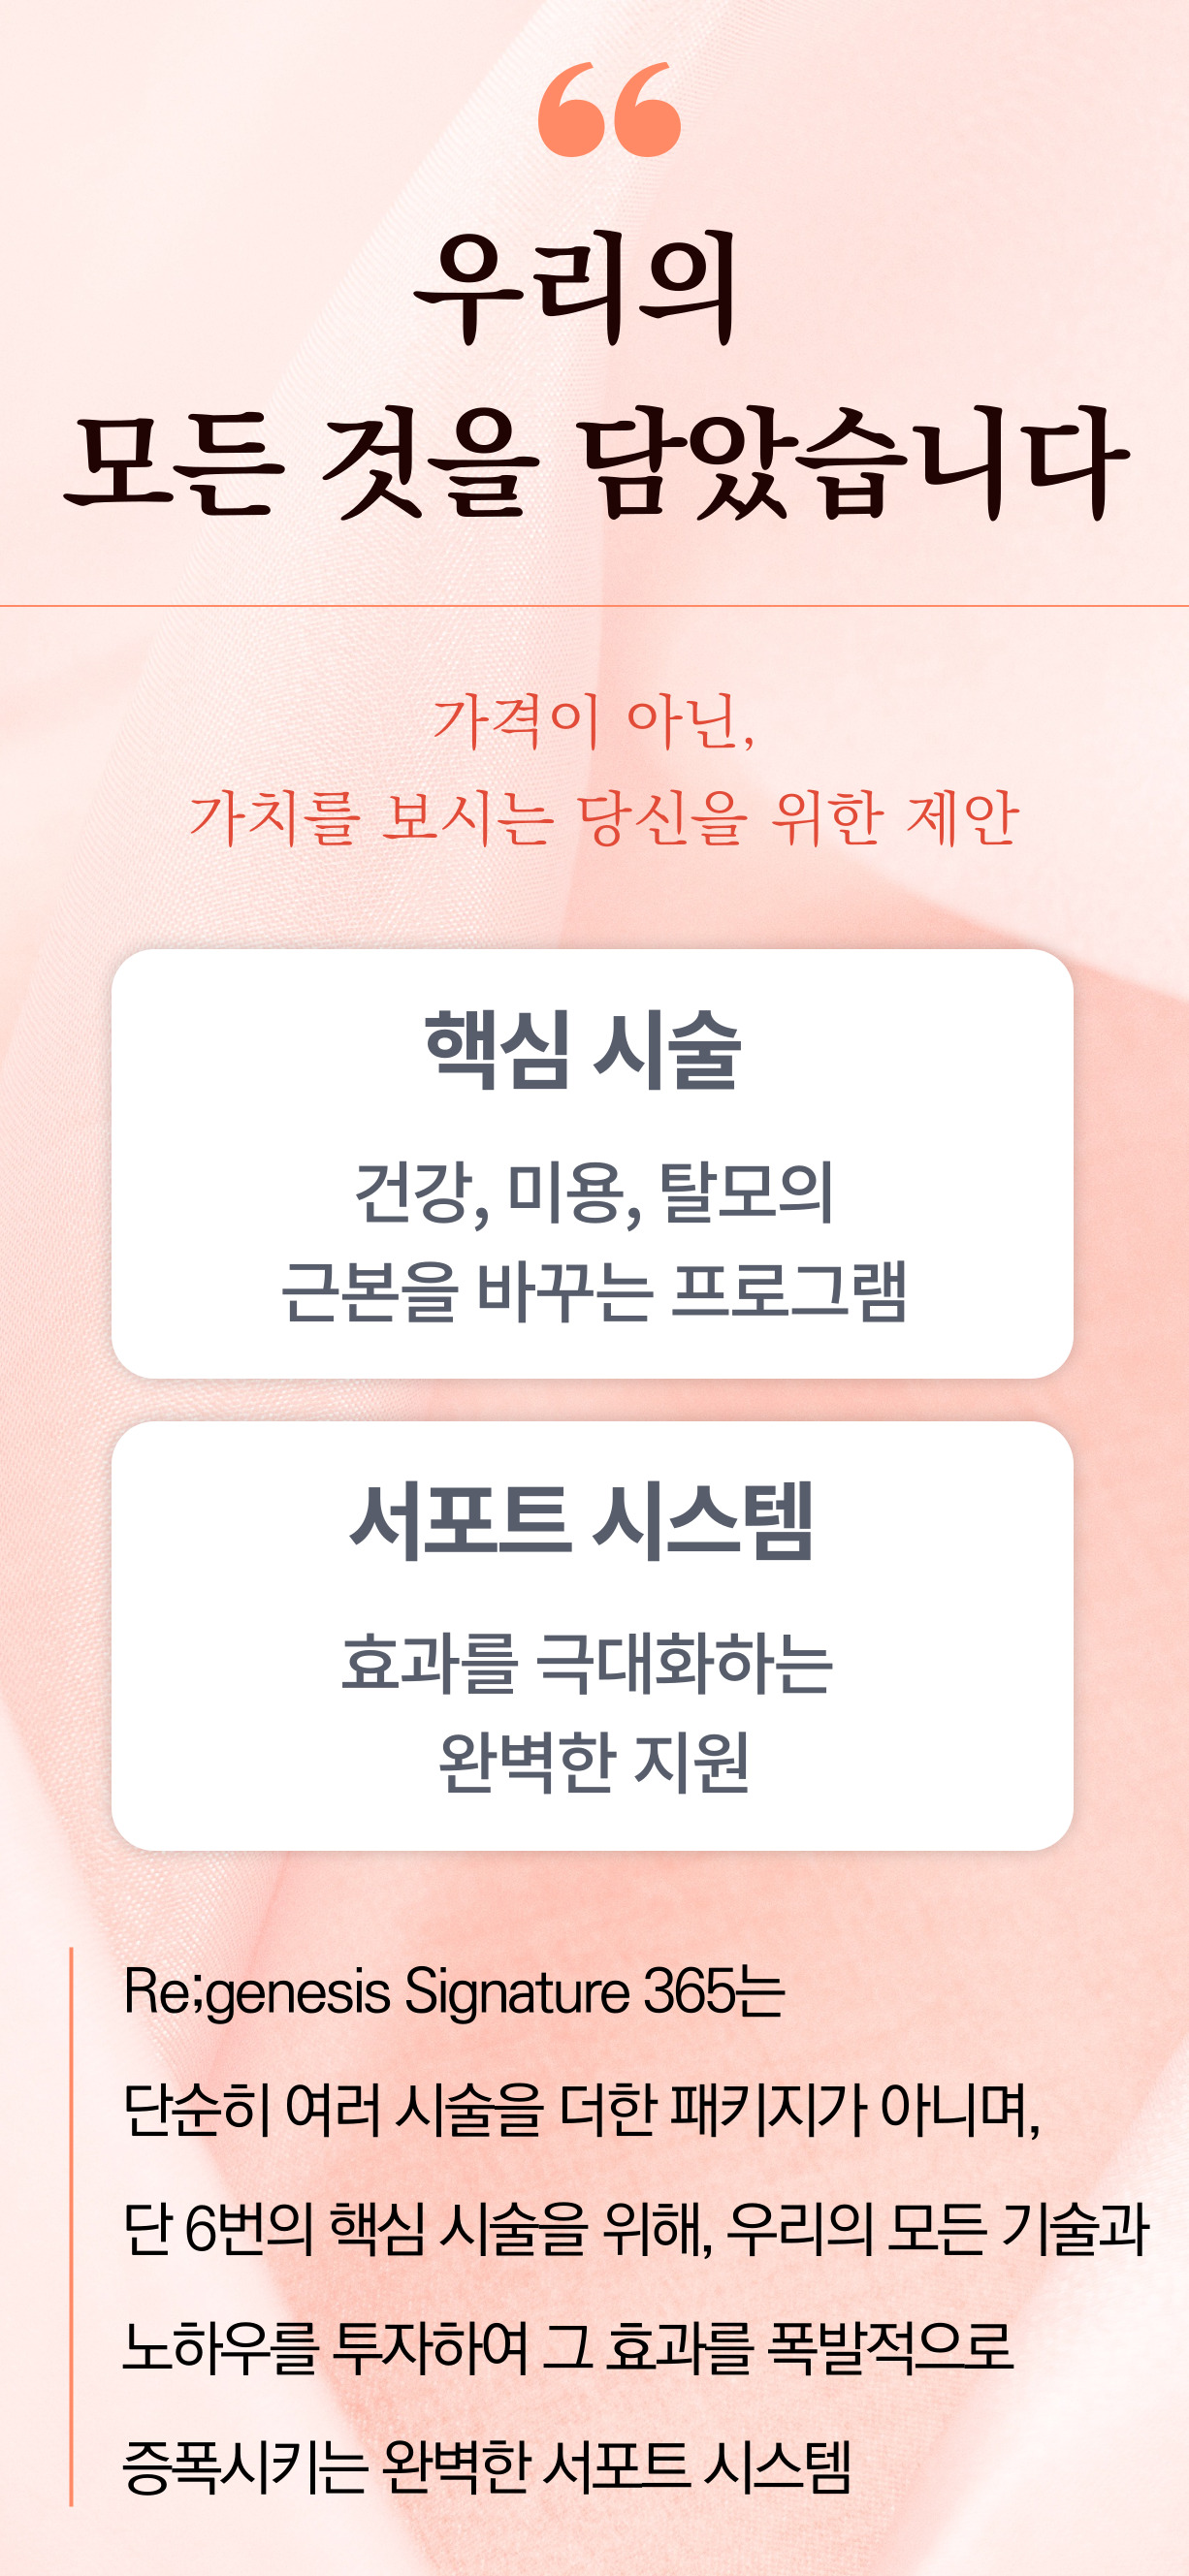 “
우리의
모든 것을 담았습니다
가격이 아닌,
가치를 보시는 당신을 위한 제안
핵심 시술
건강, 미용, 탈모의
근본을 바꾸는 프로그램
서포트 시스템
효과를 극대화하는
완벽한 지원
Re;genesis Signature 365는
단순히 여러 시술을 더한 패키지가 아니며,
단 6번의 핵심 시술을 위해, 우리의 모든 기술과
노하우를 투자하여 그 효과를 폭발적으로
증폭시키는 완벽한 서포트 시스템